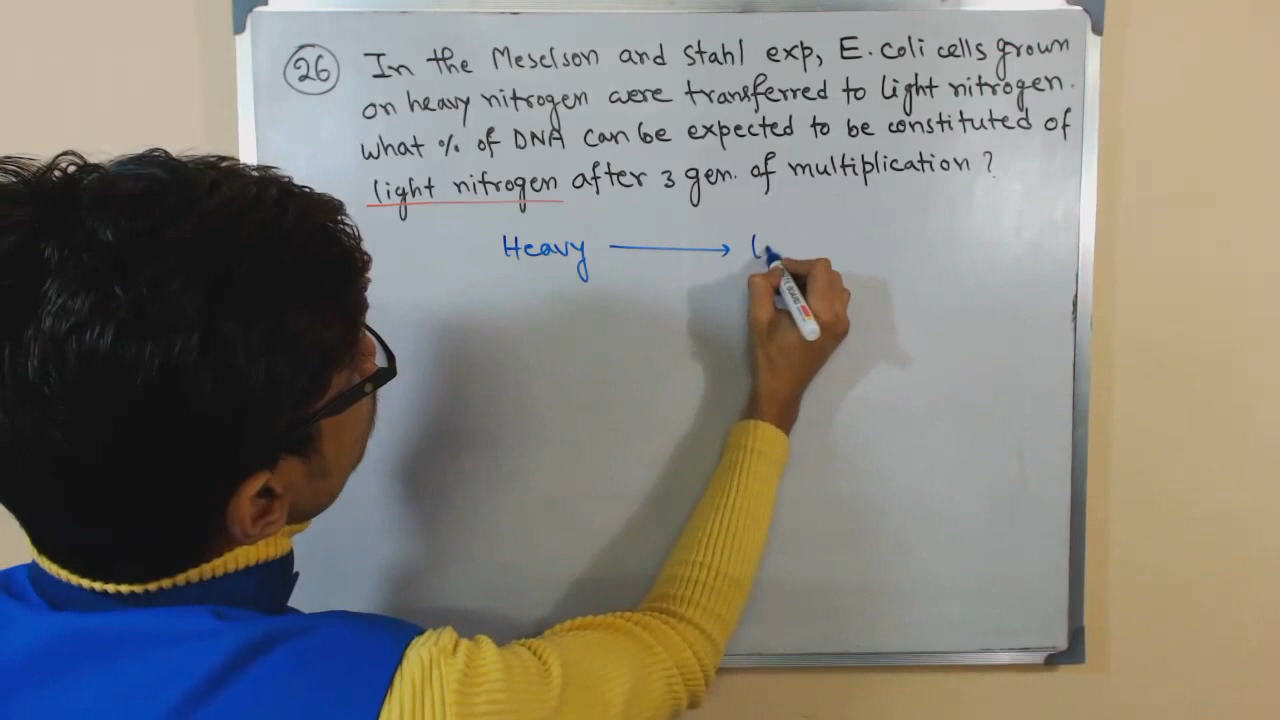 26 In the Meselson and Stahl exp, E. coli cells grown
on heavy nitrogen were transferred to light nitrogen.
what % of DNA can be expected to be constituted of
light nitrogen after 3 gen. of multiplication ?
Heavy → l